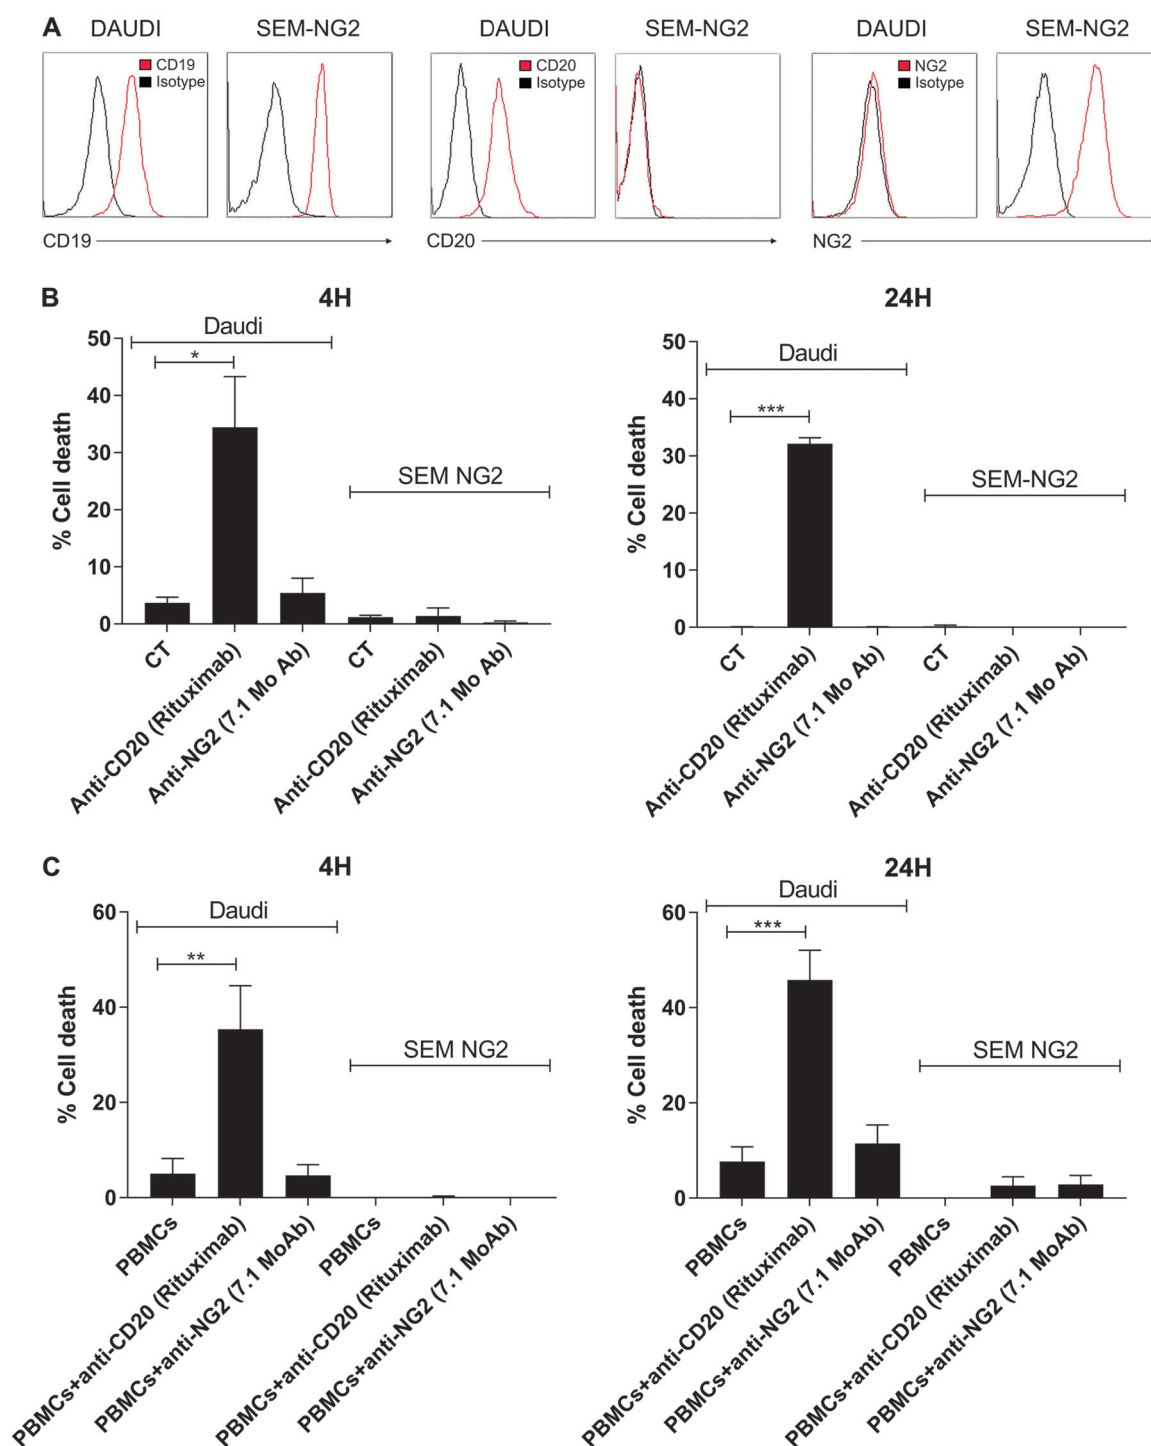 A
DAUDI SEM-NG2 DAUDI SEM-NG2 DAUDI SEM-NG2
CD19
Isotype
CD20
Isotype
NG2
Isotype
CD19 CD20 NG2
B
4H
% Cell death
50
40
30
20
10
0
Daudi
*
SEM NG2
CT
Anti-CD20 (Rituximab)
Anti-NG2 (7.1 Mo Ab)
CT
Anti-CD20 (Rituximab)
Anti-NG2 (7.1 Mo Ab)
24H
% Cell death
50
40
30
20
10
0
Daudi
***
SEM-NG2
CT
Anti-CD20 (Rituximab)
Anti-NG2 (7.1 Mo Ab)
CT
Anti-CD20 (Rituximab)
Anti-NG2 (7.1 Mo Ab)
C
4H
% Cell death
60
40
20
0
Daudi
**
SEM NG2
PBMCs
PBMCs+anti-CD20 (Rituximab)
PBMCs+anti-NG2 (7.1 MoAb)
PBMCs
PBMCs+anti-CD20 (Rituximab)
PBMCs+anti-NG2 (7.1 MoAb)
24H
% Cell death
60
40
20
0
Daudi
***
SEM NG2
PBMCs
PBMCs+anti-CD20 (Rituximab)
PBMCs+anti-NG2 (7.1 MoAb)
PBMCs
PBMCs+anti-CD20 (Rituximab)
PBMCs+anti-NG2 (7.1 MoAb)